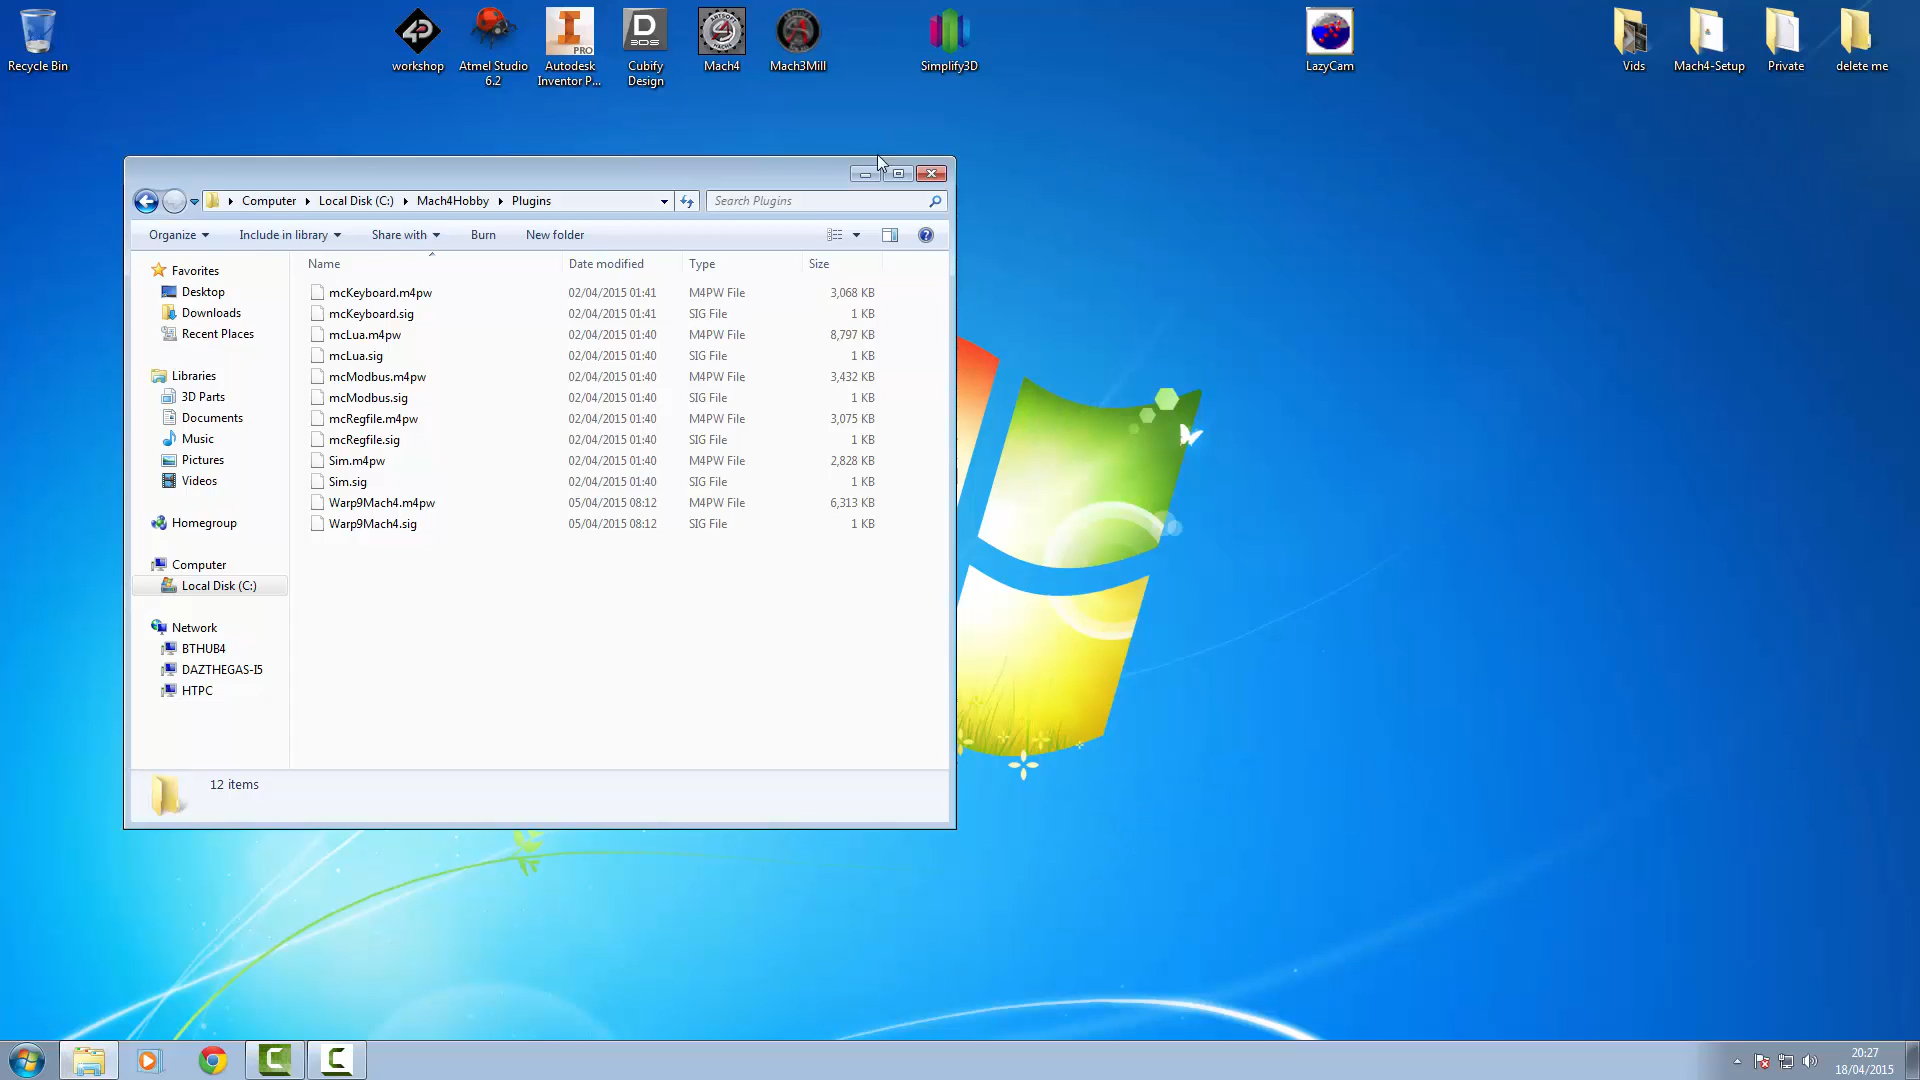 Recycle Bin
workshop
Atmel Studio
6.2
Autodesk
Inventor P...
PRO
Cubify
Design
D
3DS
Mach4
Mach3Mill
Simplify3D
LazyCam
Vids
Mach4-Setup
Private
delete me
Computer
Local Disk (C:)
Mach4Hobby
Plugins
Search Plugins
Organize
Include in library
Share with
Burn
New folder
Name Date modified Type Size
mcKeyboard.m4pw 02/04/2015 01:41 M4PW File 3,068 KB
mcKeyboard.sig 02/04/2015 01:41 SIG File 1 KB
mcLua.m4pw 02/04/2015 01:40 M4PW File 8,797 KB
mcLua.sig 02/04/2015 01:40 SIG File 1 KB
mcModbus.m4pw 02/04/2015 01:40 M4PW File 3,432 KB
mcModbus.sig 02/04/2015 01:40 SIG File 1 KB
mcRegfile.m4pw 02/04/2015 01:40 M4PW File 3,075 KB
mcRegfile.sig 02/04/2015 01:40 SIG File 1 KB
Sim.m4pw 02/04/2015 01:40 M4PW File 2,828 KB
Sim.sig 02/04/2015 01:40 SIG File 1 KB
Warp9Mach4.m4pw 05/04/2015 08:12 M4PW File 6,313 KB
Warp9Mach4.sig 05/04/2015 08:12 SIG File 1 KB
Favorites
Desktop
Downloads
Recent Places
Libraries
3D Parts
Documents
Music
Pictures
Videos
Homegroup
Computer
Local Disk (C:)
Network
BTHUB4
DAZTHEGAS-I5
HTPC
12 items
20:27
18/04/2015